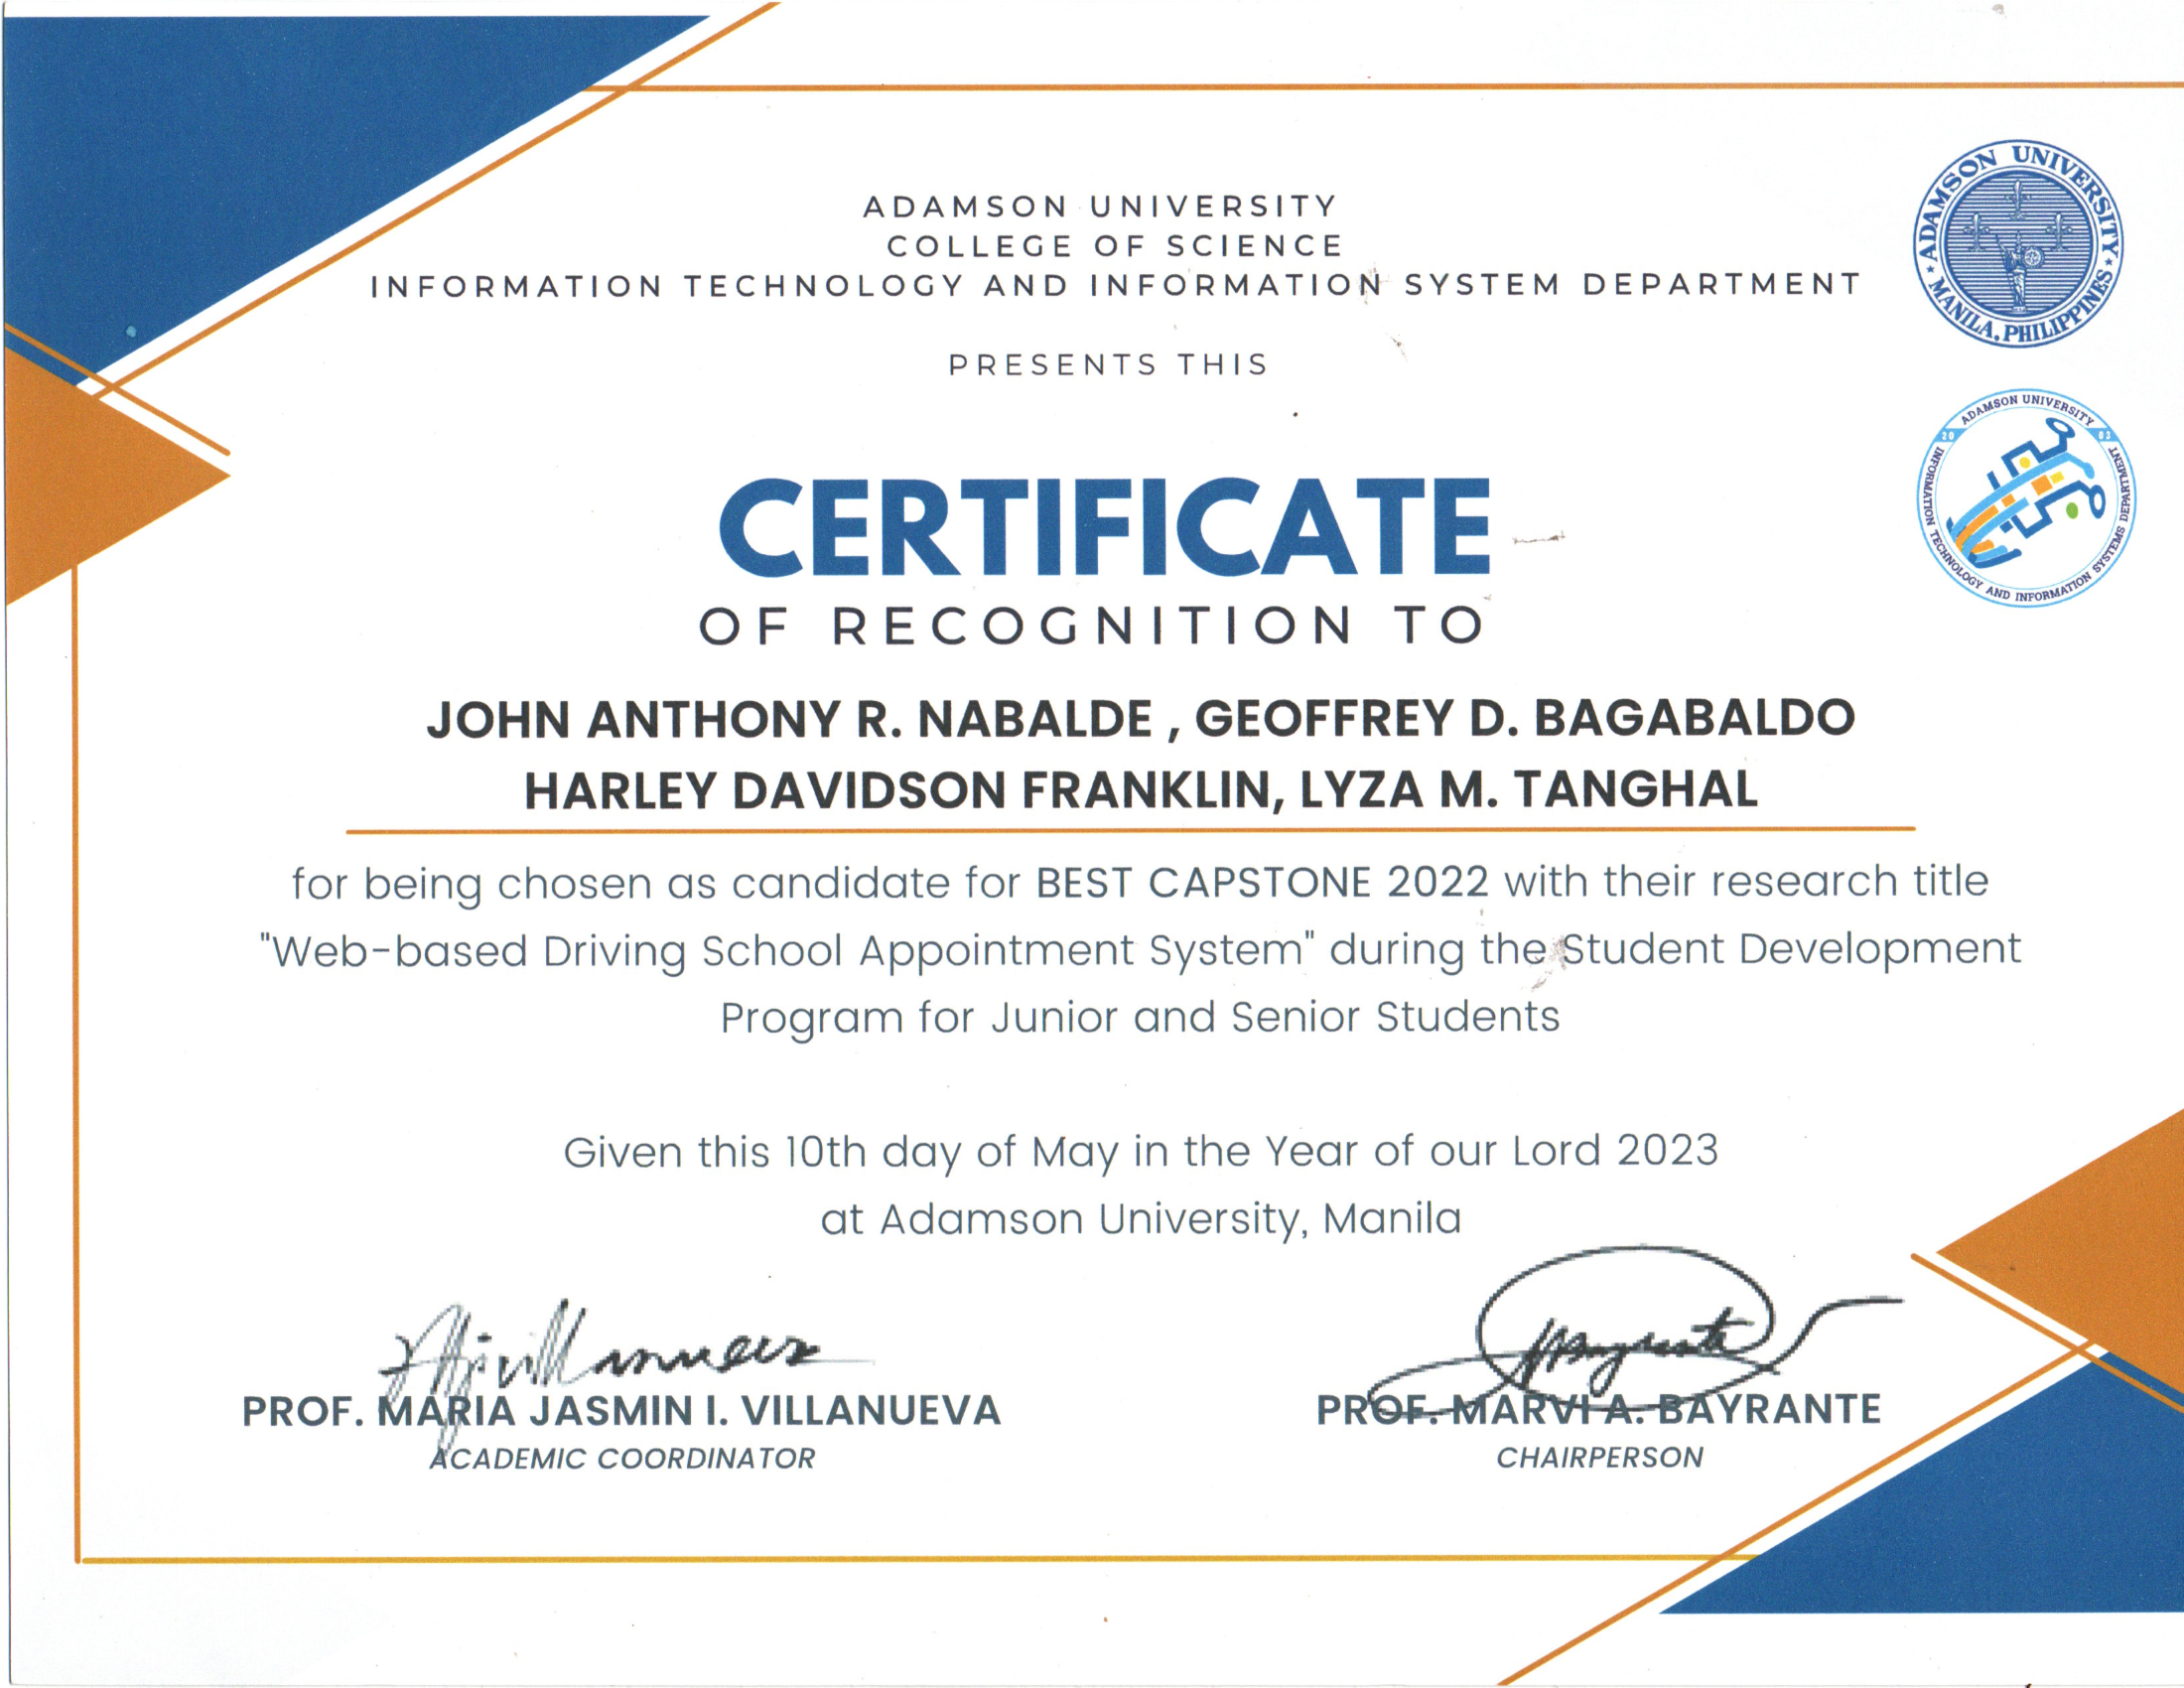 ADAMSON UNIVERSITY
COLLEGE OF SCIENCE
INFORMATION TECHNOLOGY AND INFORMATION SYSTEM DEPARTMENT
PRESENTS THIS
ADAMSON UNIVERSITY
MANILA, PHILIPPINES
ADAMSON UNIVERSITY
20 03
INFORMATION TECHNOLOGY AND INFORMATION SYSTEMS DEPARTMENT
CERTIFICATE
OF RECOGNITION TO
JOHN ANTHONY R. NABALDE , GEOFFREY D. BAGABALDO
HARLEY DAVIDSON FRANKLIN, LYZA M. TANGHAL
for being chosen as candidate for BEST CAPSTONE 2022 with their research title
"Web-based Driving School Appointment System" during the Student Development
Program for Junior and Senior Students
Given this 10th day of May in the Year of our Lord 2023
at Adamson University, Manila
PROF. MARIA JASMIN I. VILLANUEVA
ACADEMIC COORDINATOR
PROF. MARVI A. BAYRANTE
CHAIRPERSON